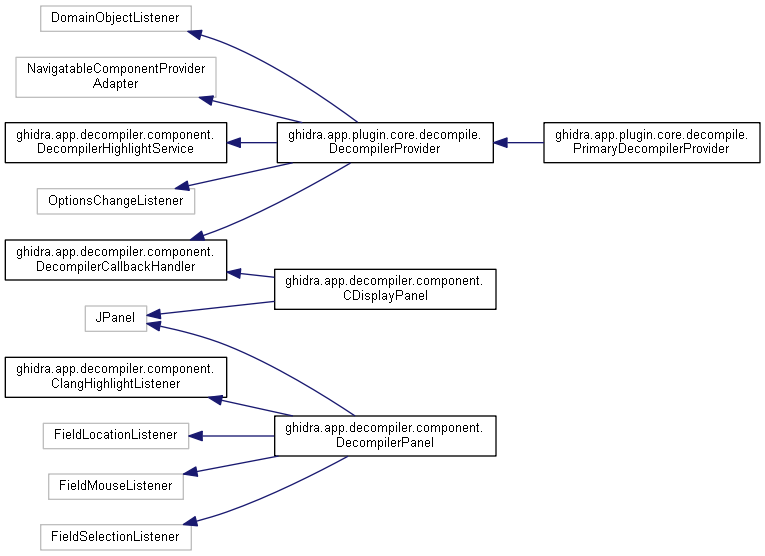 DomainObjectListener
NavigatableComponentProvider
Adapter
ghidra.app.decompiler.component.
DecompilerHighlightService
ghidra.app.plugin.core.decompile.
DecompilerProvider
ghidra.app.plugin.core.decompile.
PrimaryDecompilerProvider
OptionsChangeListener
ghidra.app.decompiler.component.
DecompilerCallbackHandler
ghidra.app.decompiler.component.
CDisplayPanel
JPanel
ghidra.app.decompiler.component.
ClangHighlightListener
ghidra.app.decompiler.component.
DecompilerPanel
FieldLocationListener
FieldMouseListener
FieldSelectionListener